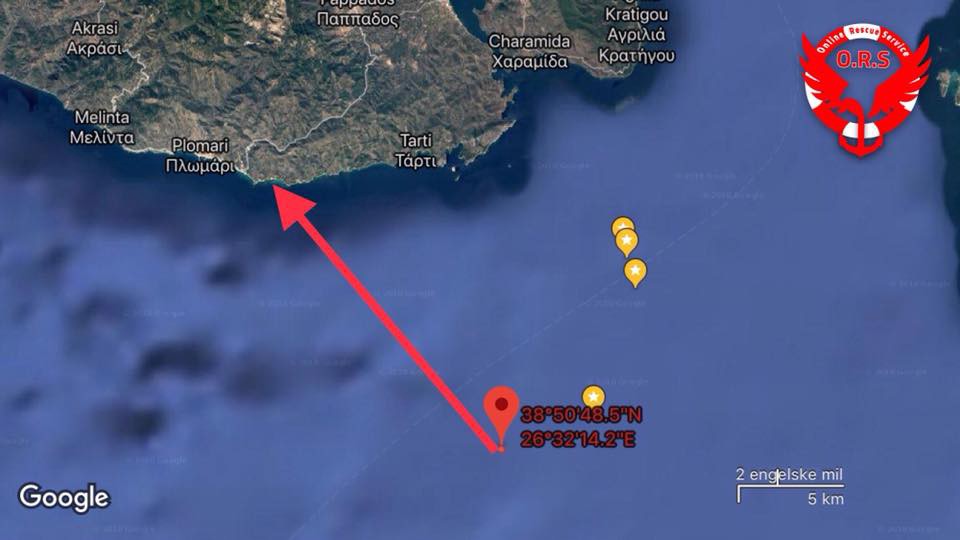 Pappados
Παππαδος
Kratigou
Αγριλιά
Κρατήγου
Akrasi
Ακράσι
Charamida
Χαραμίδα
Online Rescue Service
O.R.S
Melinta
Μελίντα
Plomari
Πλωμάρι
Tarti
Τάρτι
38°50'48.5"N
26°32'14.2"E
2 engelske mil
5 km
Google